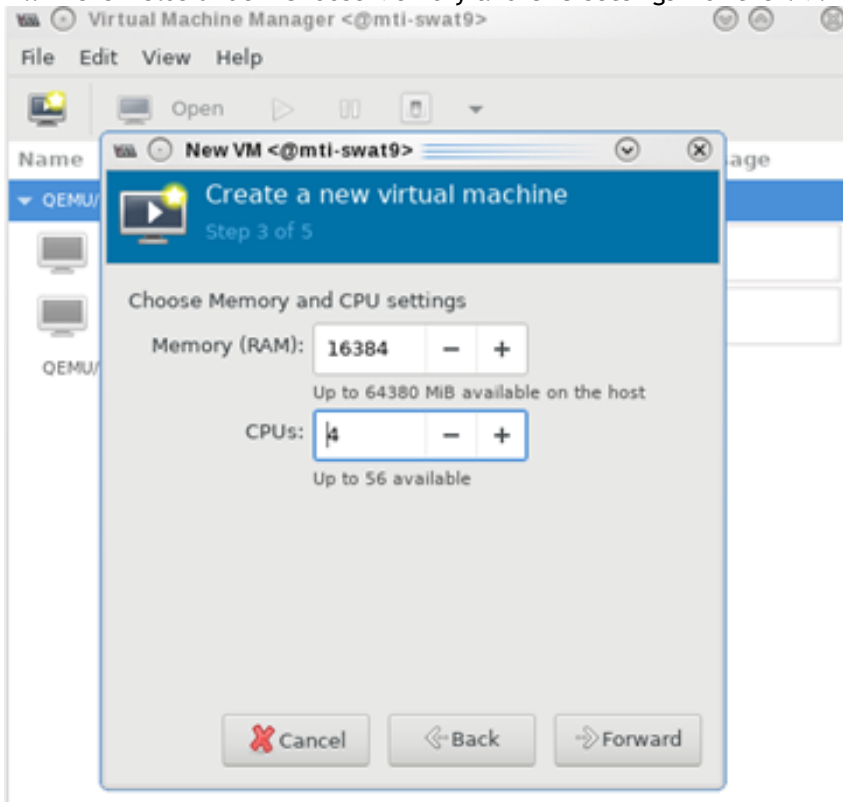 Virtual Machine Manager <@mti-swat9>
File Edit View Help
Open
Name
age
New VM <@mti-swat9>
Create a new virtual machine
Step 3 of 5
QEMU/
Choose Memory and CPU settings
Memory (RAM): 16384 − +
Up to 64380 MiB available on the host
QEMU/
CPUs: 4 − +
Up to 56 available
Cancel Back Forward